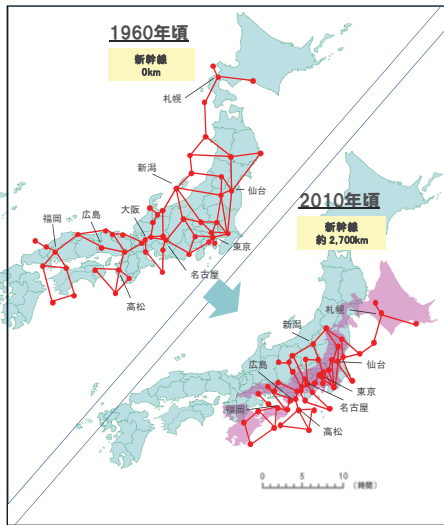 1960年頃
新幹線
0km
札幌
新潟
仙台
大阪
広島
福岡
東京
名古屋
高松
2010年頃
新幹線
約 2,700km
札幌
新潟
仙台
広島
東京
福岡
名古屋
高松
0 5 10
(時間)